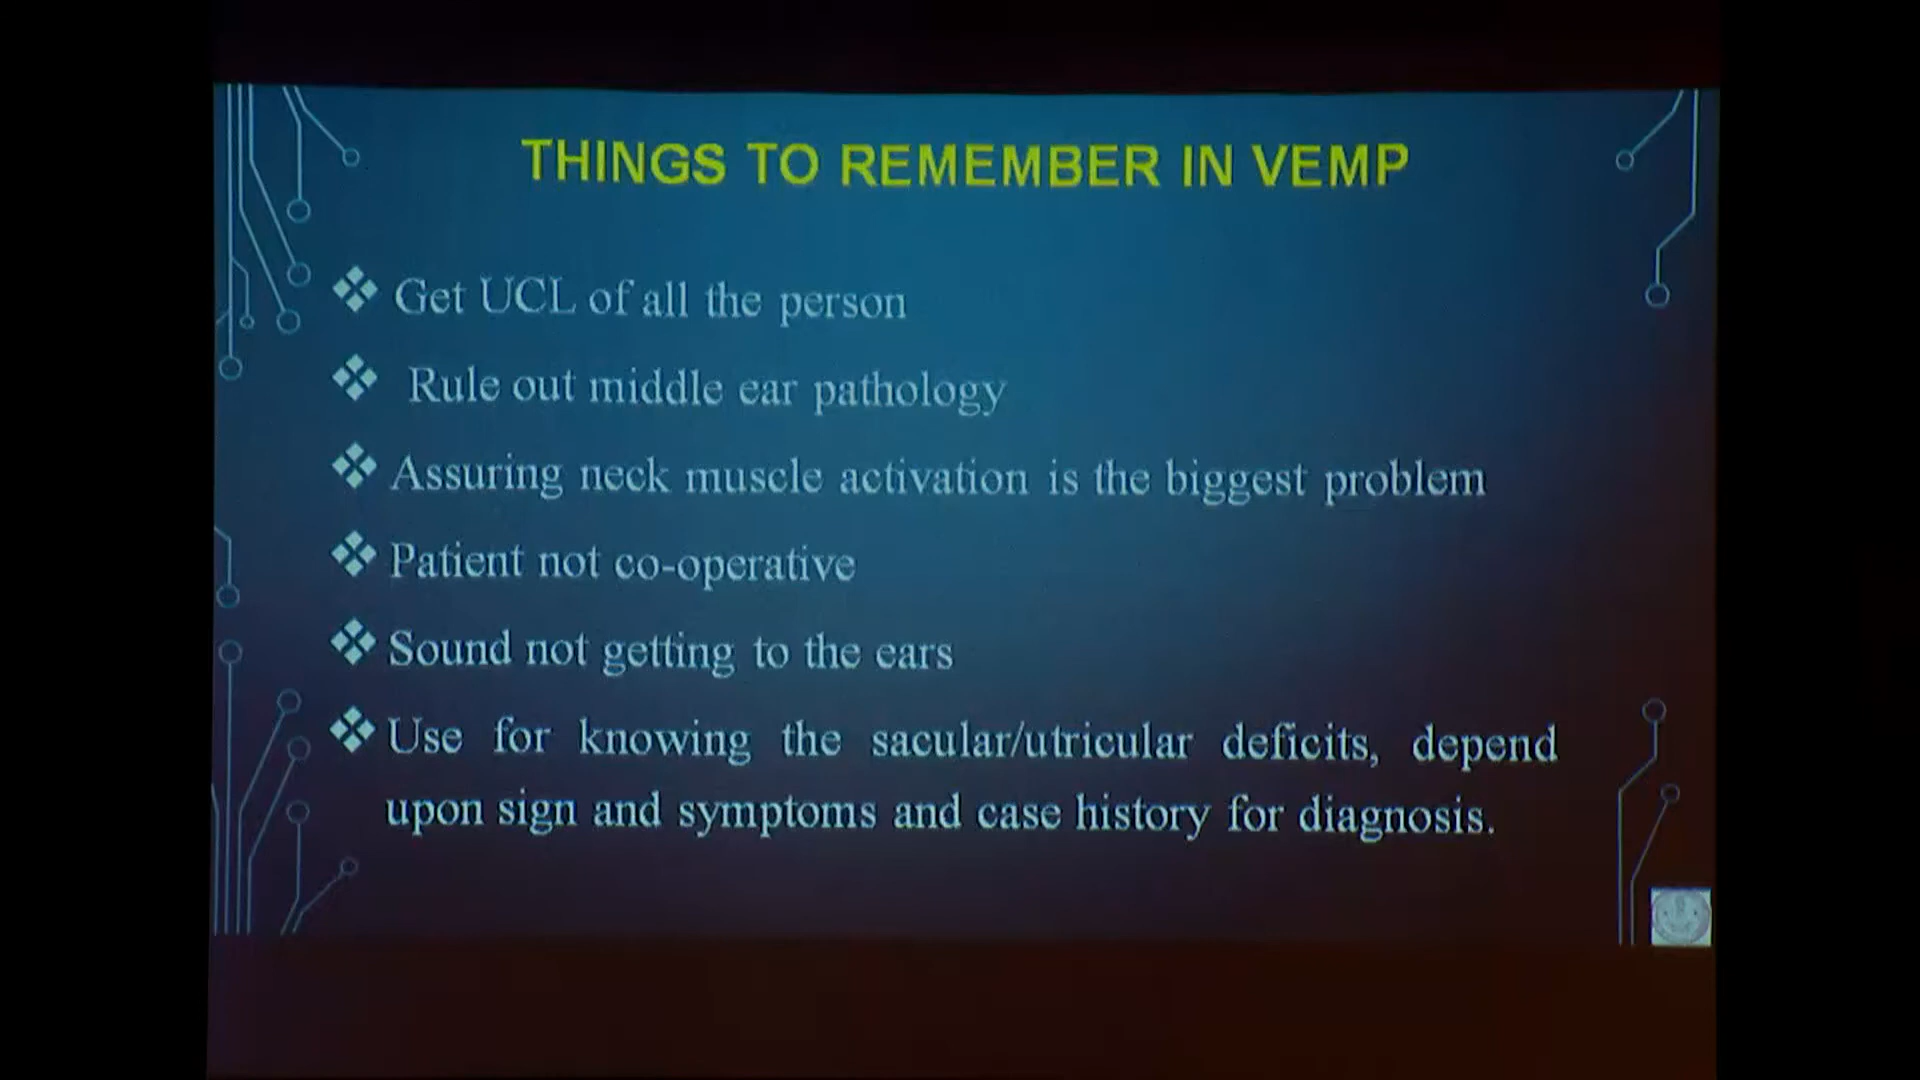 THINGS TO REMEMBER IN VEMP
Get UCL of all the person
Rule out middle ear pathology
Assuring neck muscle activation is the biggest problem
Patient not co-operative
Sound not getting to the ears
Use for knowing the sacular/utricular deficits, depend
upon sign and symptoms and case history for diagnosis.